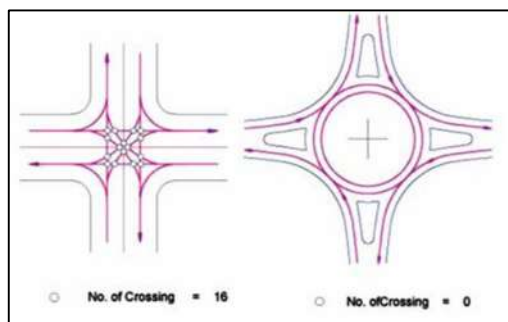 No. of Crossing = 16
No. ofCrossing = 0